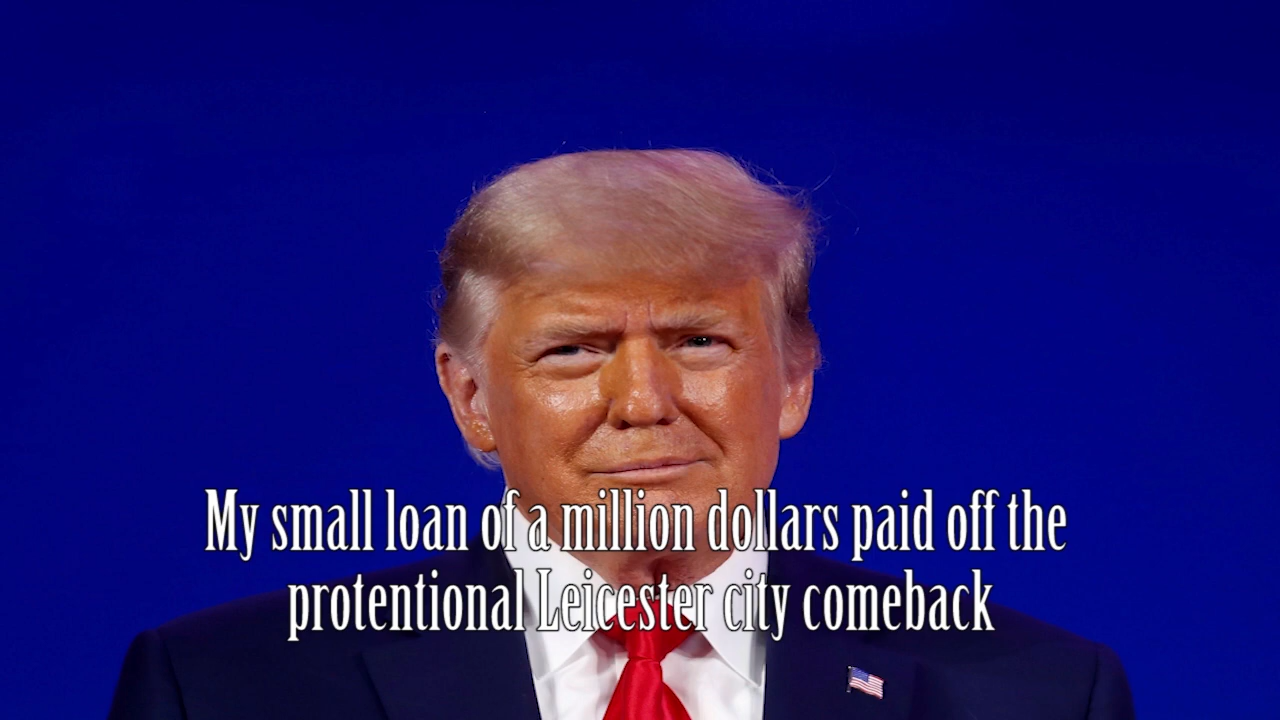 My small loan of a million dollars paid off the
protentional Leicester city comeback